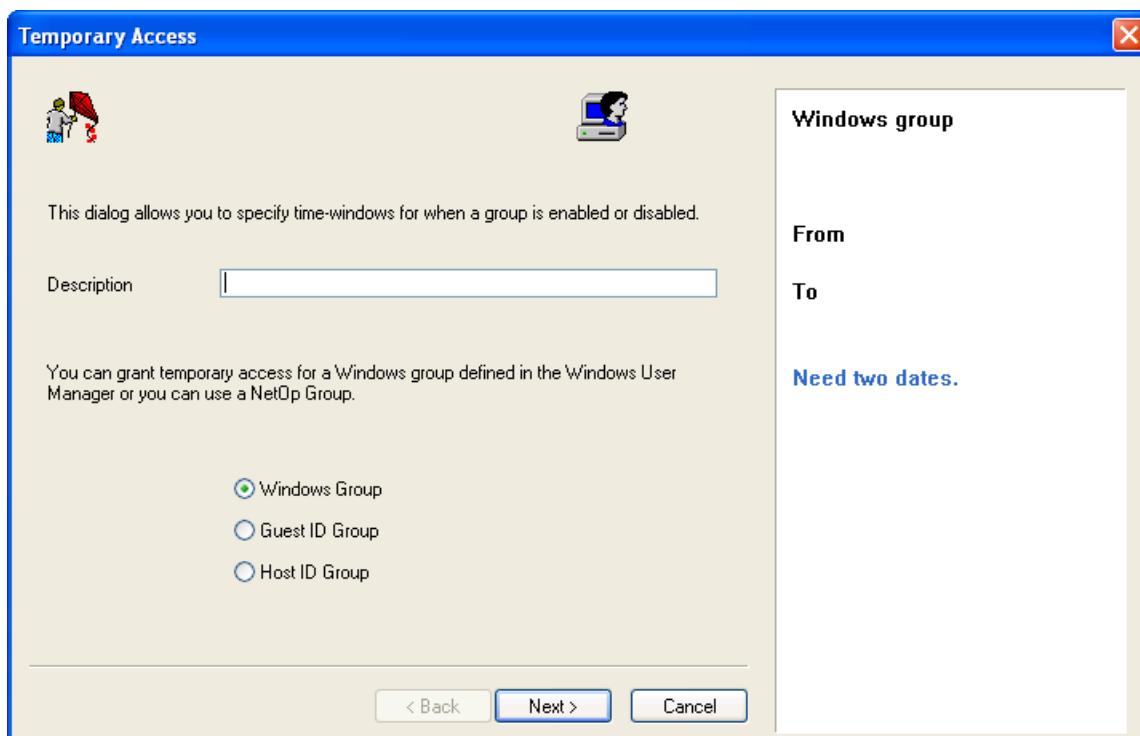 Temporary Access
This dialog allows you to specify time-windows for when a group is enabled or disabled.
Description
You can grant temporary access for a Windows group defined in the Windows User
Manager or you can use a NetOp Group.
Windows Group
Guest ID Group
Host ID Group
< Back
Next >
Cancel
Windows group
From
To
Need two dates.